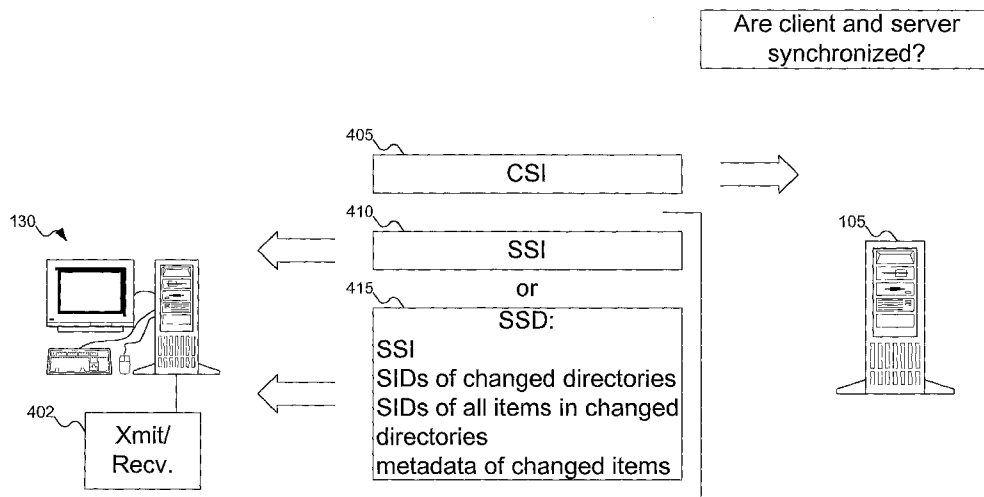 Are client and server
synchronized?
405
CSI
130
410
SSI
105
or
415
SSD:
SSI
SIDs of changed directories
SIDs of all items in changed
directories
metadata of changed items
402
Xmit/
Recv.